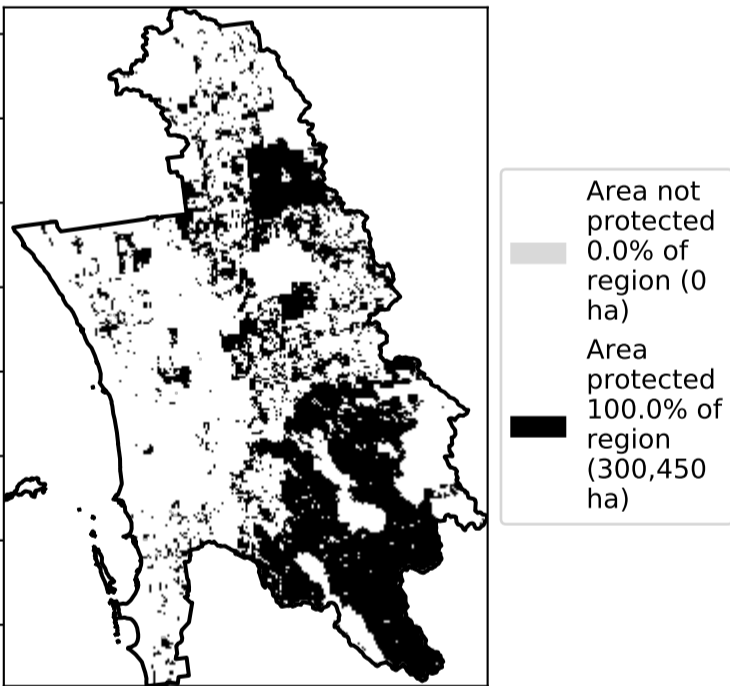 Area not
protected
0.0% of
region (0
ha)
Area
protected
100.0% of
region
(300,450
ha)